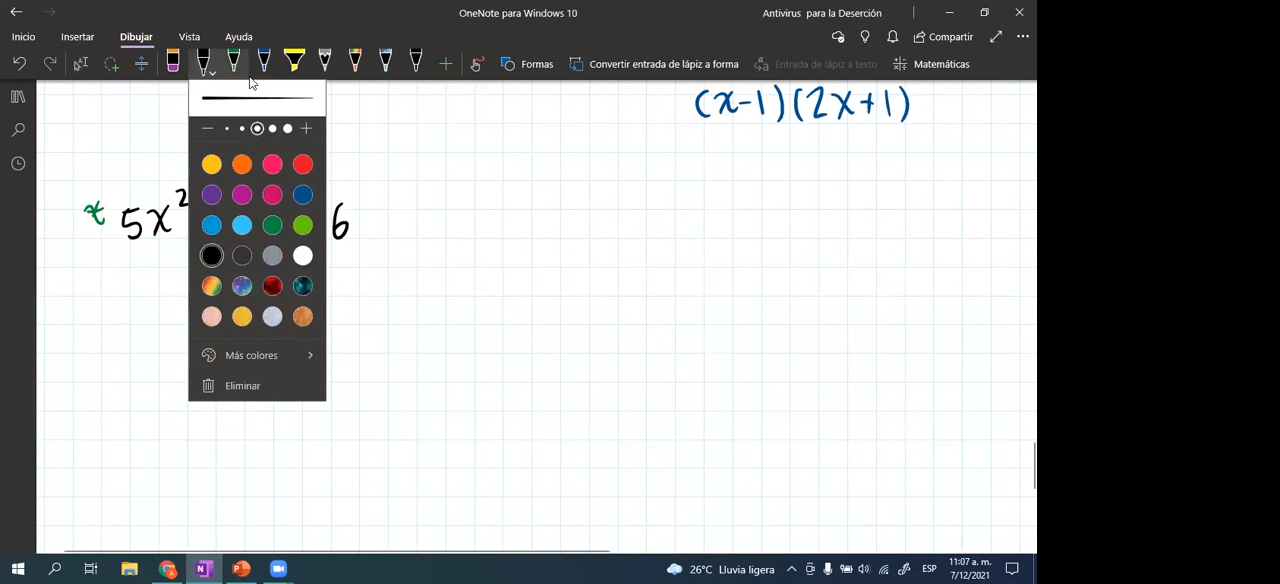 OneNote para Windows 10
Antivirus para la Deserción
Inicio Insertar Dibujar Vista Ayuda
Compartir
Formas Convertir entrada de lápiz a forma Entrada de lápiz a texto Matemáticas
(x-1)(2x+1)
x 5x² 6
Más colores
Eliminar
26°C Lluvia ligera ESP 11:07 a. m.
7/12/2021